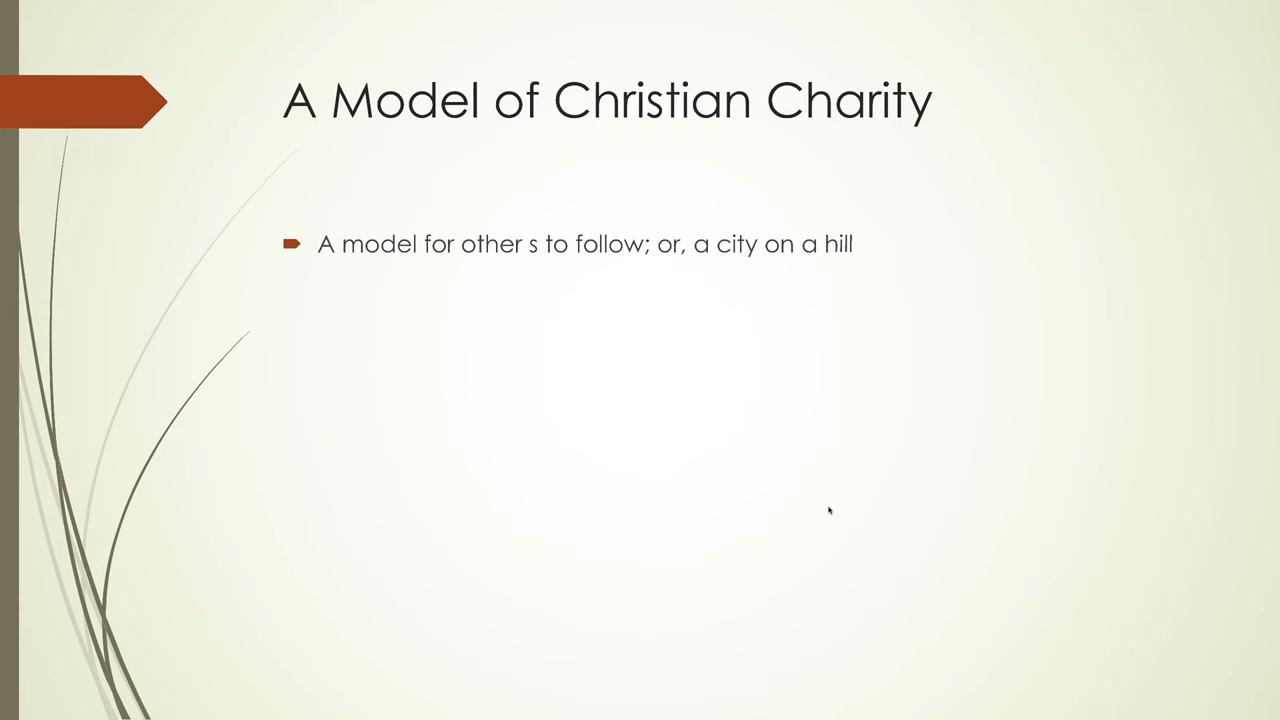 A Model of Christian Charity
A model for other s to follow; or, a city on a hill